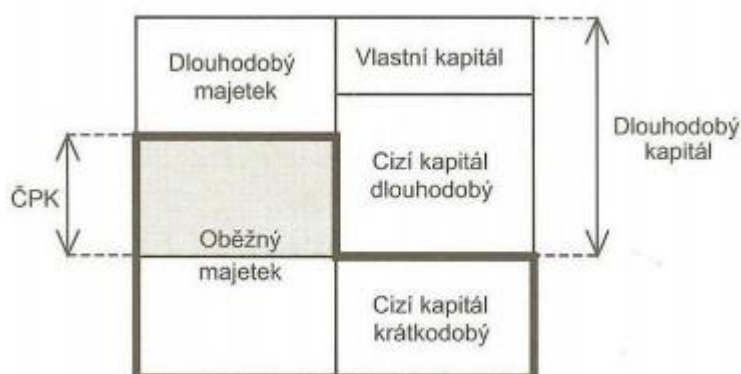 Dlouhodobý
majetek
Vlastní kapitál
Dlouhodobý
kapitál
Cizí kapitál
dlouhodobý
ČPK
Oběžný
majetek
Cizí kapitál
krátkodobý